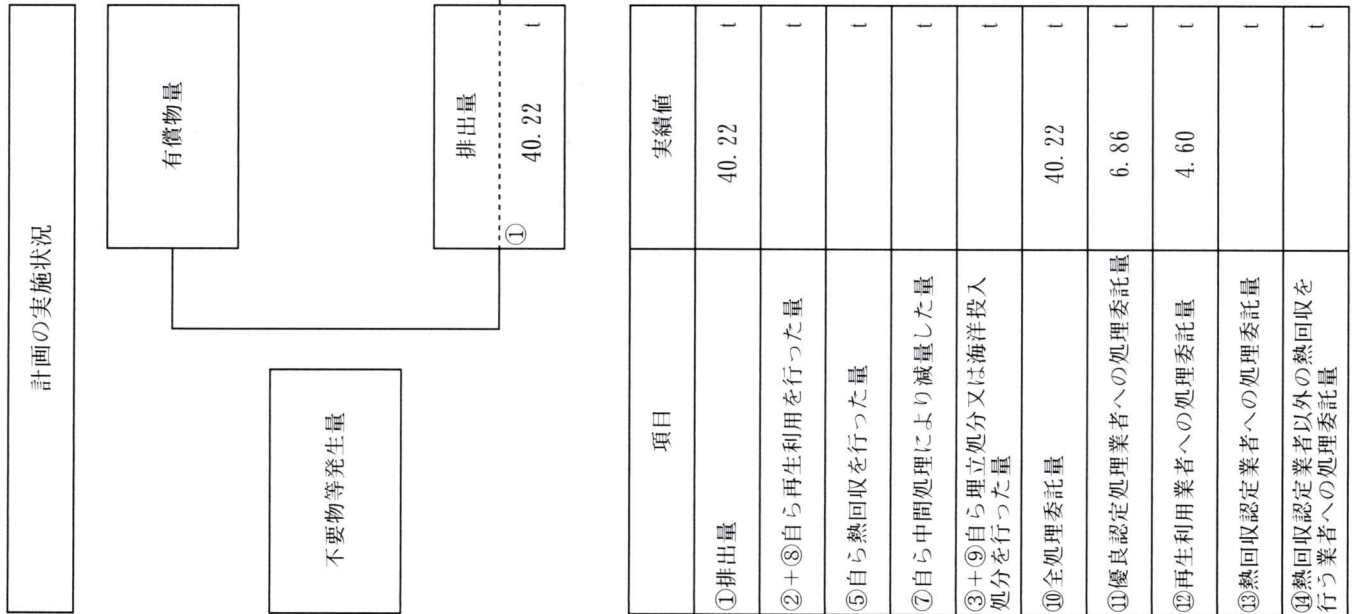 計画の実施状況
有償物量
不要物等発生量
排出量
① 40.22 t
項目 実績値
①排出量 40.22 t
②+⑧自ら再生利用を行った量 t
⑤自ら熱回収を行った量 t
⑦自ら中間処理により減量した量 t
③+⑨自ら埋立処分又は海洋投入
処分を行った量 t
⑩全処理委託量 40.22 t
⑪優良認定処理業者への処理委託量 6.86 t
⑫再生利用業者への処理委託量 4.60 t
⑬熱回収認定業者への処理委託量 t
⑭熱回収認定業者以外の熱回収を
行う業者への処理委託量 t